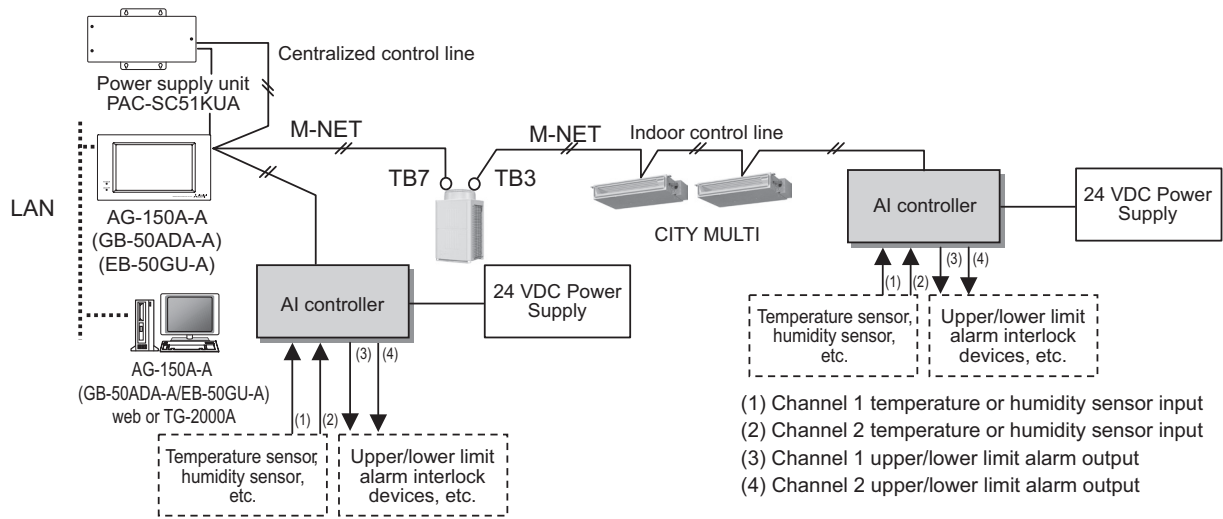 Centralized control line
Power supply unit
PAC-SC51KUA
M-NET
M-NET
Indoor control line
TB7
TB3
LAN
AG-150A-A
(GB-50ADA-A)
(EB-50GU-A)
CITY MULTI
AI controller
24 VDC Power
Supply
(1)
(2)
(3)
(4)
Temperature sensor,
humidity sensor,
etc.
Upper/lower limit
alarm interlock
devices, etc.
AI controller
24 VDC Power
Supply
AG-150A-A
(GB-50ADA-A/EB-50GU-A)
web or TG-2000A
(1)
(2)
(3)
(4)
Temperature sensor,
humidity sensor,
etc.
Upper/lower limit
alarm interlock
devices, etc.
(1) Channel 1 temperature or humidity sensor input
(2) Channel 2 temperature or humidity sensor input
(3) Channel 1 upper/lower limit alarm output
(4) Channel 2 upper/lower limit alarm output